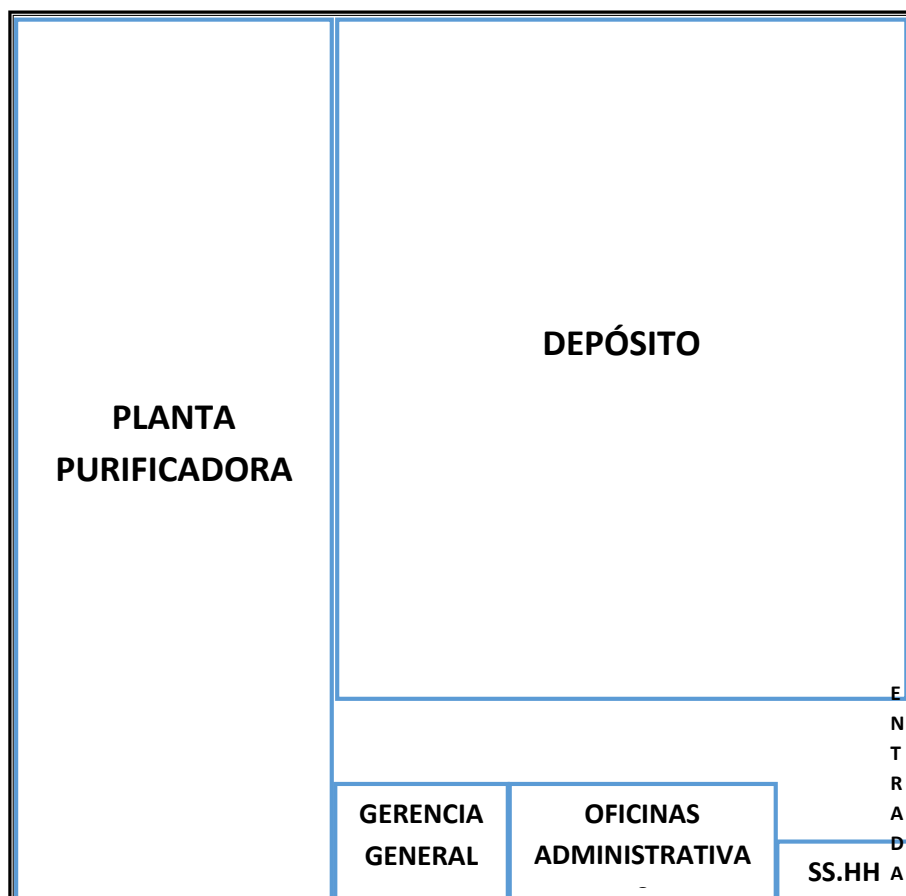 DEPÓSITO
PLANTA
PURIFICADORA
E
N
T
R
A
D
A
GERENCIA
GENERAL
OFICINAS
ADMINISTRATIVA
SS.HH